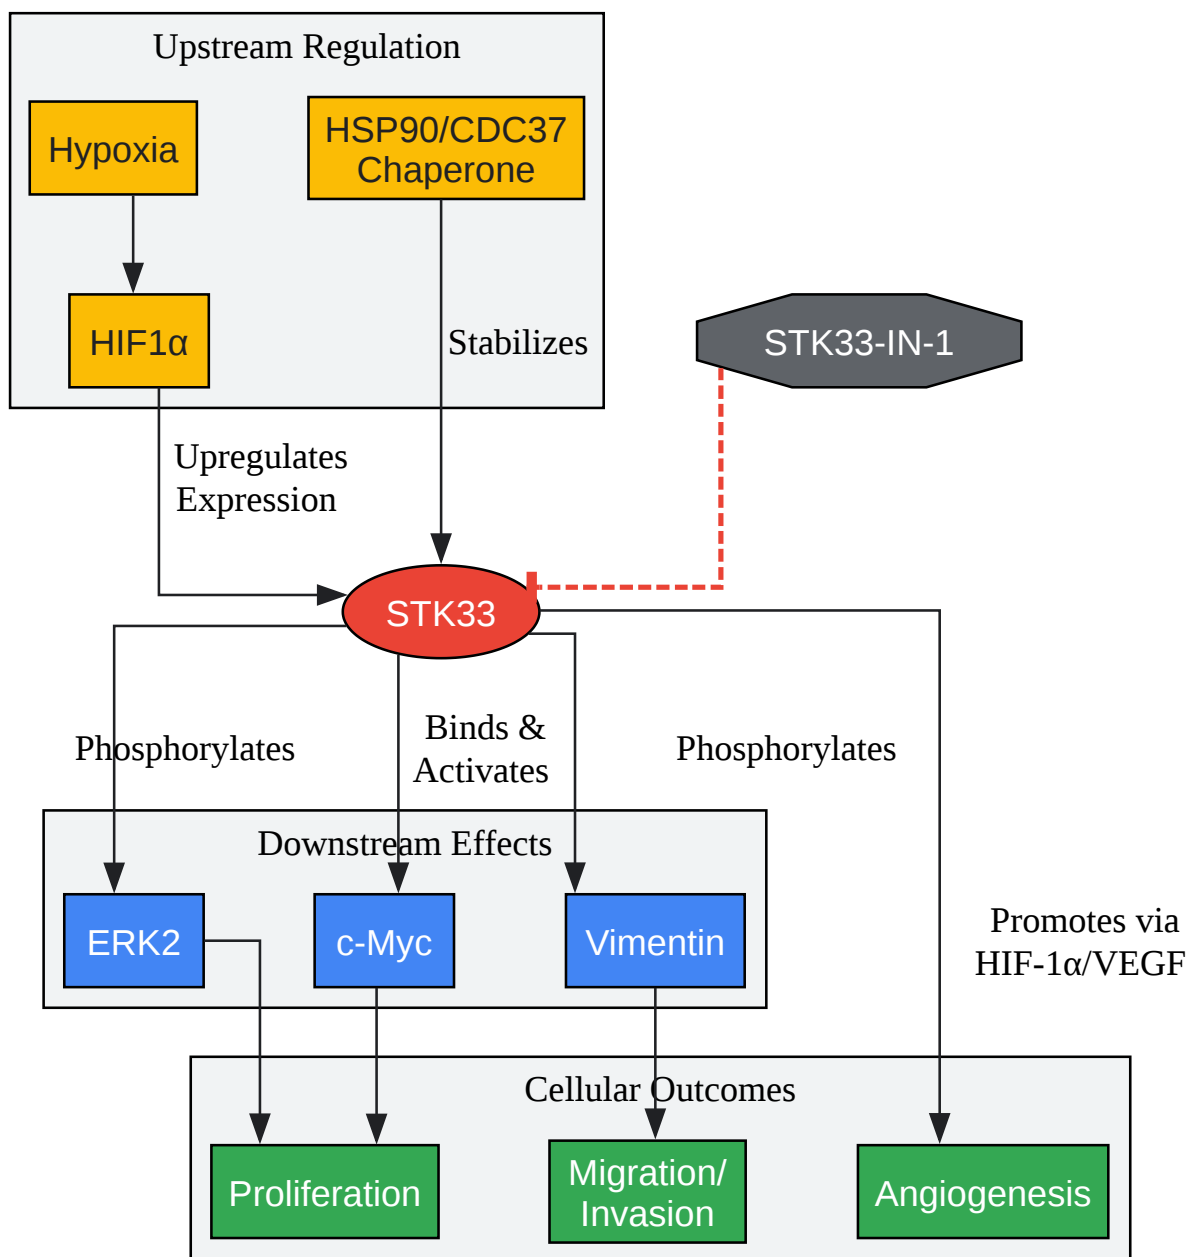 Upstream Regulation
Hypoxia
HSP90/CDC37
Chaperone
HIF1α
Stabilizes
STK33-IN-1
Upregulates
Expression
STK33
Phosphorylates
Binds &
Activates
Phosphorylates
Downstream Effects
ERK2
c-Myc
Vimentin
Promotes via
HIF-1α/VEGF
Cellular Outcomes
Proliferation
Migration/
Invasion
Angiogenesis